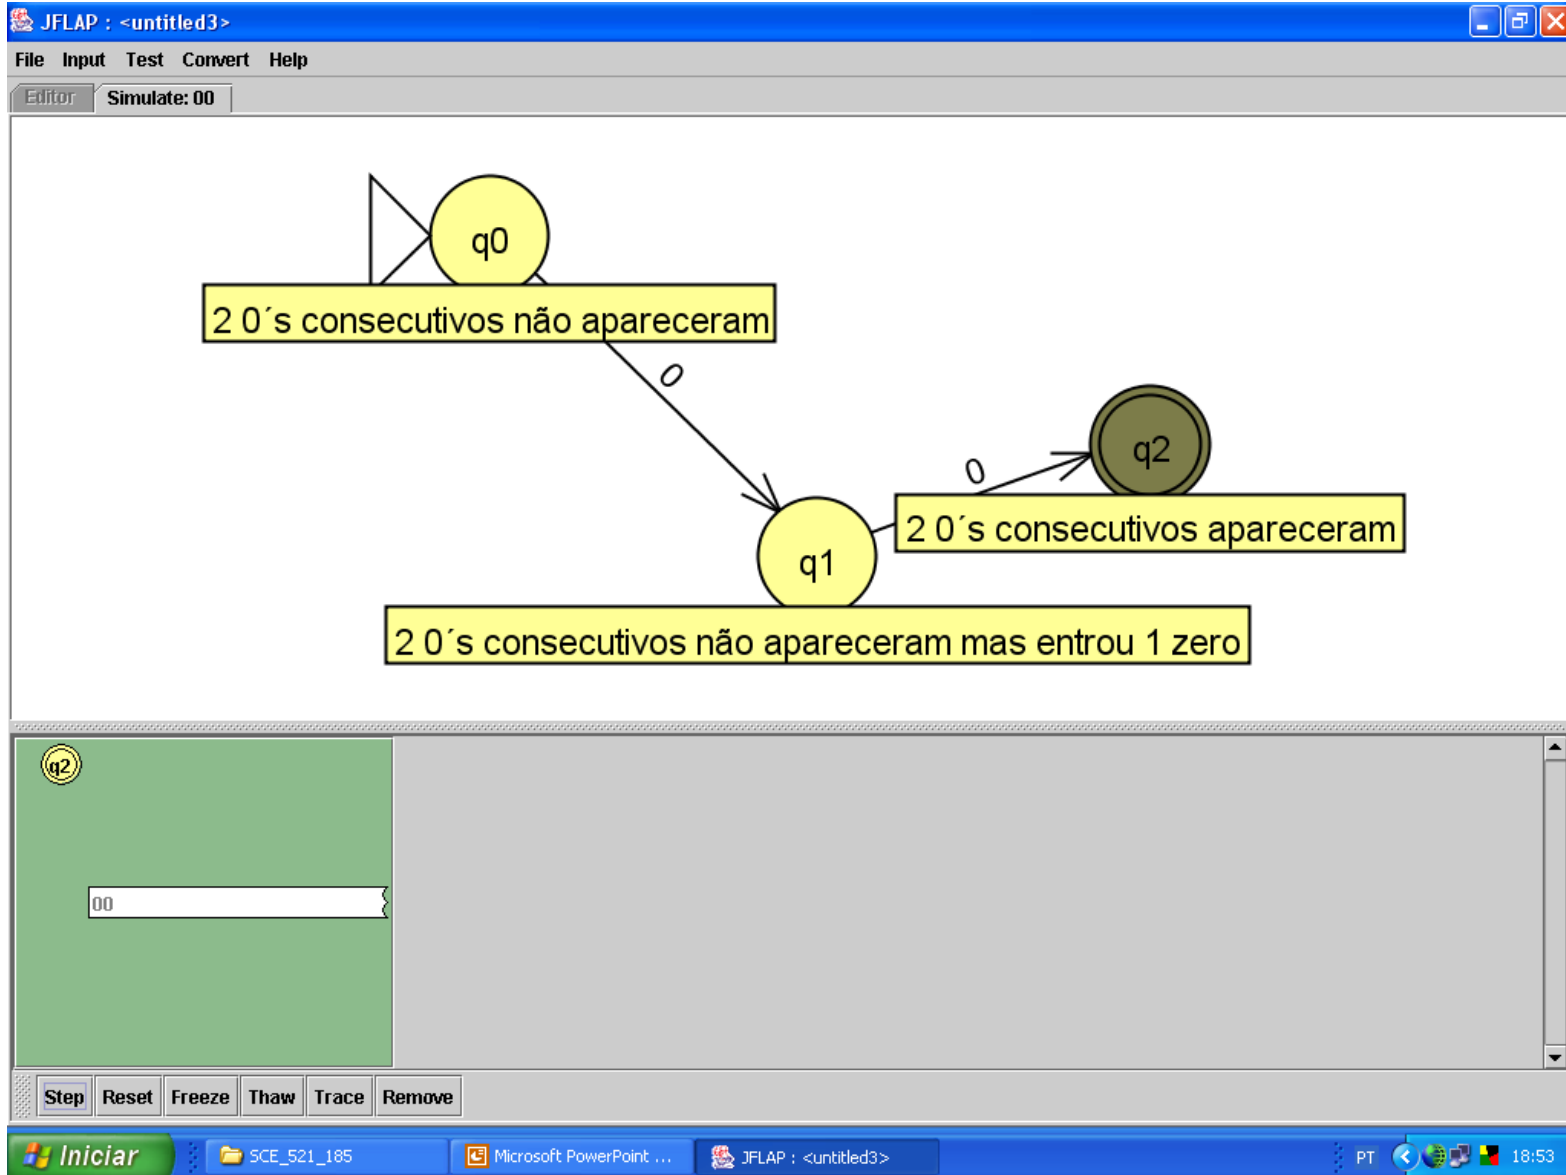 JFLAP : <untitled3>
File Input Test Convert Help
Editor Simulate: 00
q0
2 0´s consecutivos não apareceram
0
q2
0
2 0´s consecutivos apareceram
q1
2 0´s consecutivos não apareceram mas entrou 1 zero
q2
00
Step Reset Freeze Thaw Trace Remove
Iniciar SCE_521_185 Microsoft PowerPoint ... JFLAP : <untitled3> PT 18:53